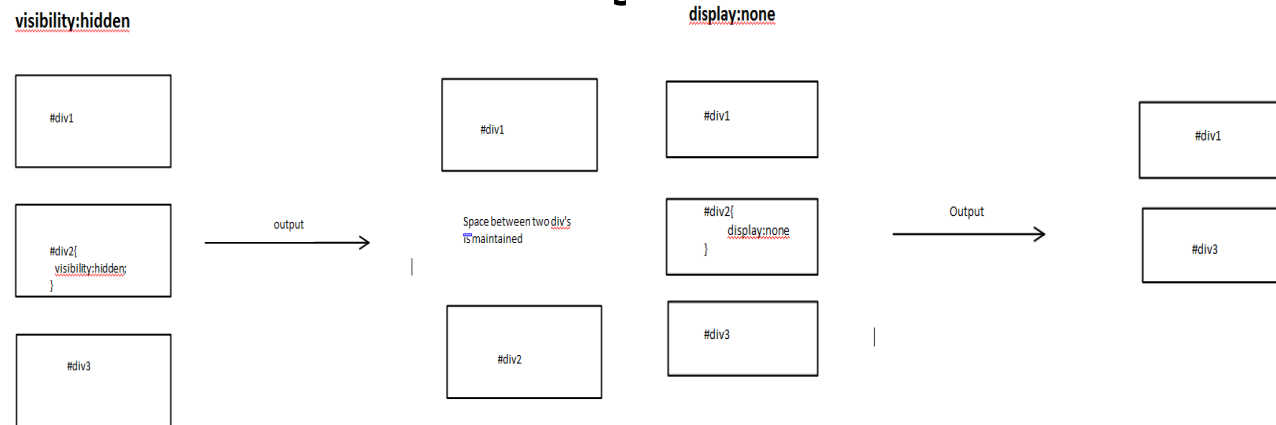 visibility:hidden
#div1
#div2{
visibility:hidden;
}
#div3
output
#div1
Space between two div's
is maintained
#div2
display:none
#div1
#div2{
display:none
}
#div3
Output
#div1
#div3